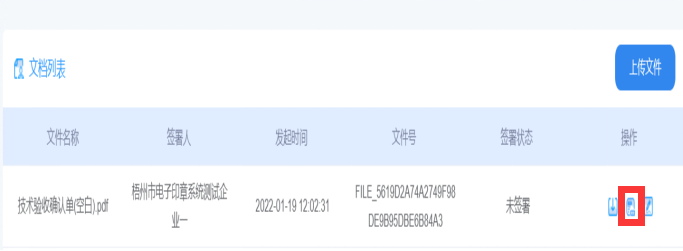 文档列表
上传文件
文件名称 签署人 发起时间 文件号 签署状态 操作
技术验收确认单(空白).pdf
梧州市电子印章系统测试企
业一
2022-01-19 12:02:31
FILE_5619D2A74A2749F98
DE9B95DBE6B84A3
未签署